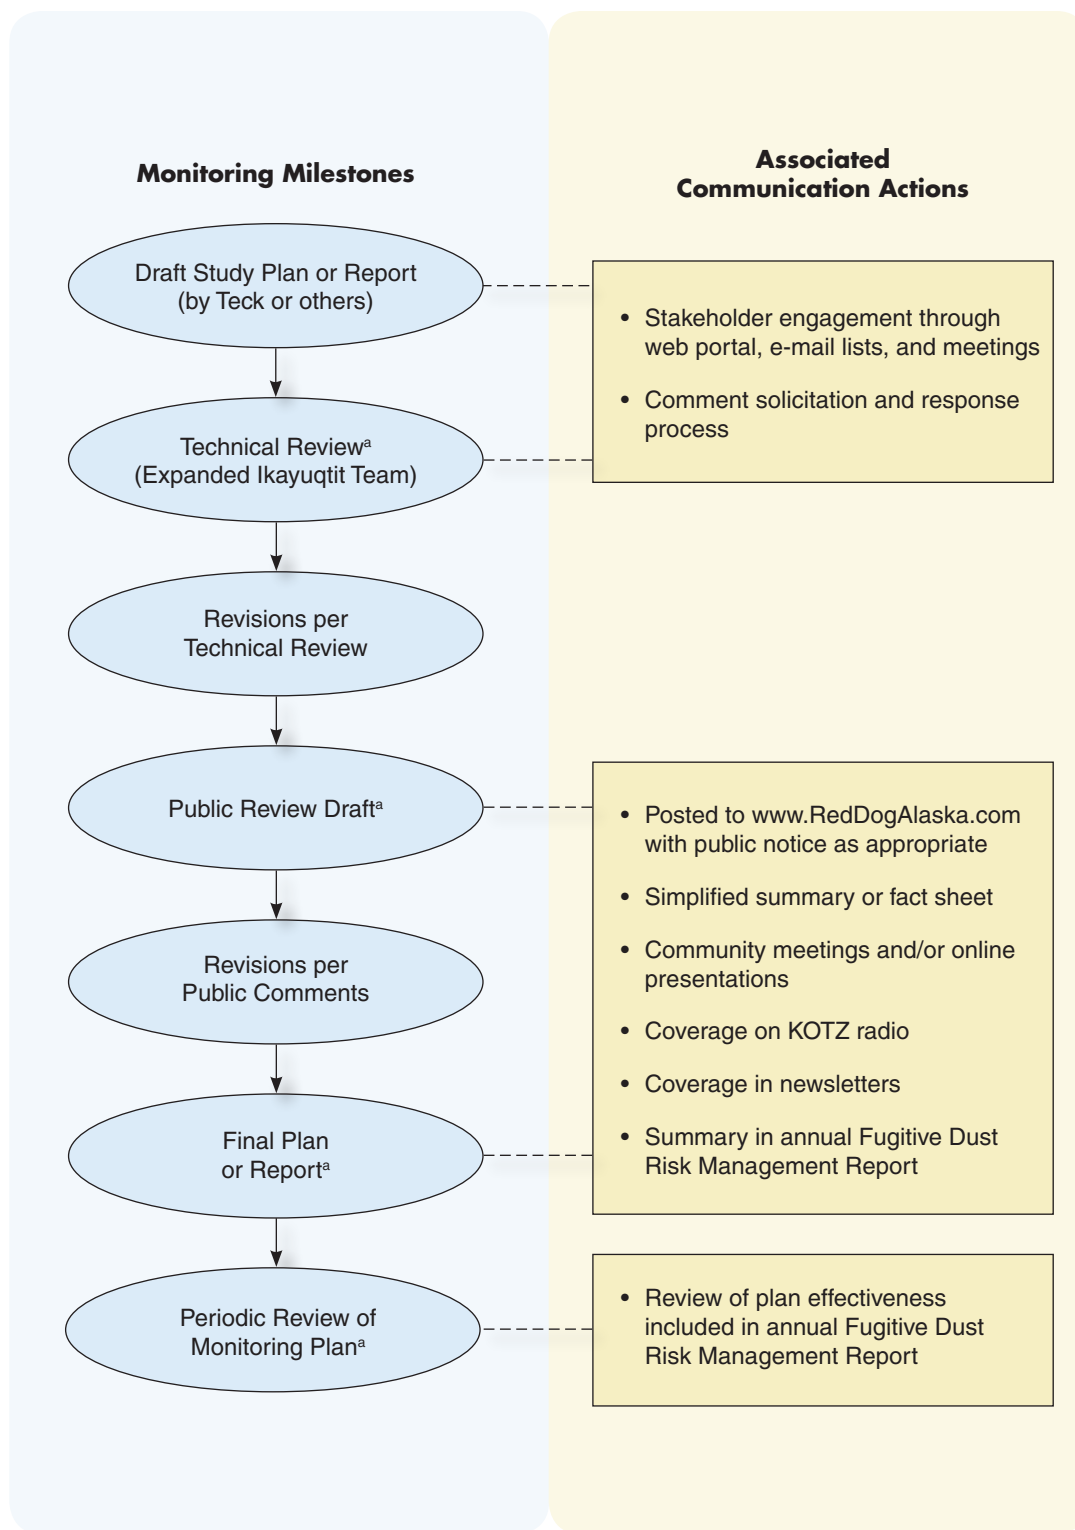 Monitoring Milestones
Draft Study Plan or Report
(by Teck or others)
Technical Reviewᵃ
(Expanded Ikayuqtit Team)
Revisions per
Technical Review
Public Review Draftᵃ
Revisions per
Public Comments
Final Plan
or Reportᵃ
Periodic Review of
Monitoring Planᵃ
Associated
Communication Actions
• Stakeholder engagement through
web portal, e-mail lists, and meetings
• Comment solicitation and response
process
• Posted to www.RedDogAlaska.com
with public notice as appropriate
• Simplified summary or fact sheet
• Community meetings and/or online
presentations
• Coverage on KOTZ radio
• Coverage in newsletters
• Summary in annual Fugitive Dust
Risk Management Report
• Review of plan effectiveness
included in annual Fugitive Dust
Risk Management Report